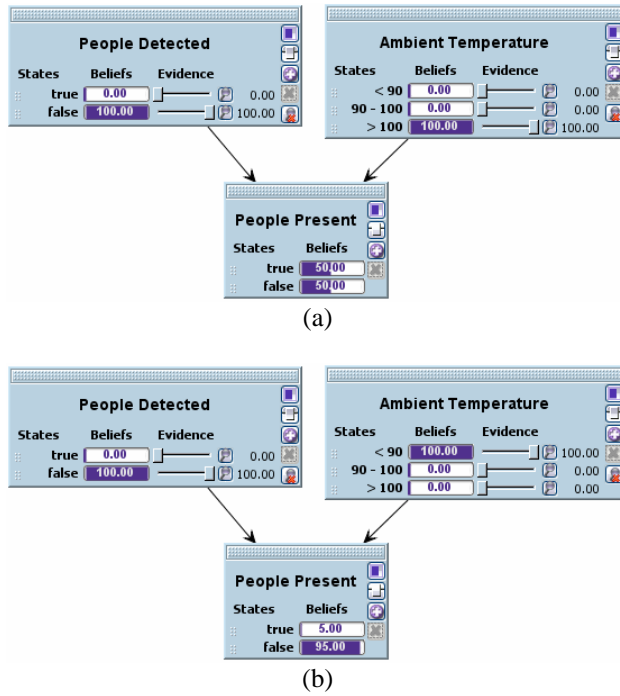 People Detected
States Beliefs Evidence
true 0.00 0.00
false 100.00 100.00
Ambient Temperature
States Beliefs Evidence
< 90 0.00 0.00
90 - 100 0.00 0.00
> 100 100.00 100.00
People Present
States Beliefs
true 50.00
false 50.00
(a)
People Detected
States Beliefs Evidence
true 0.00 0.00
false 100.00 100.00
Ambient Temperature
States Beliefs Evidence
< 90 100.00 100.00
90 - 100 0.00 0.00
> 100 0.00 0.00
People Present
States Beliefs
true 5.00
false 95.00
(b)